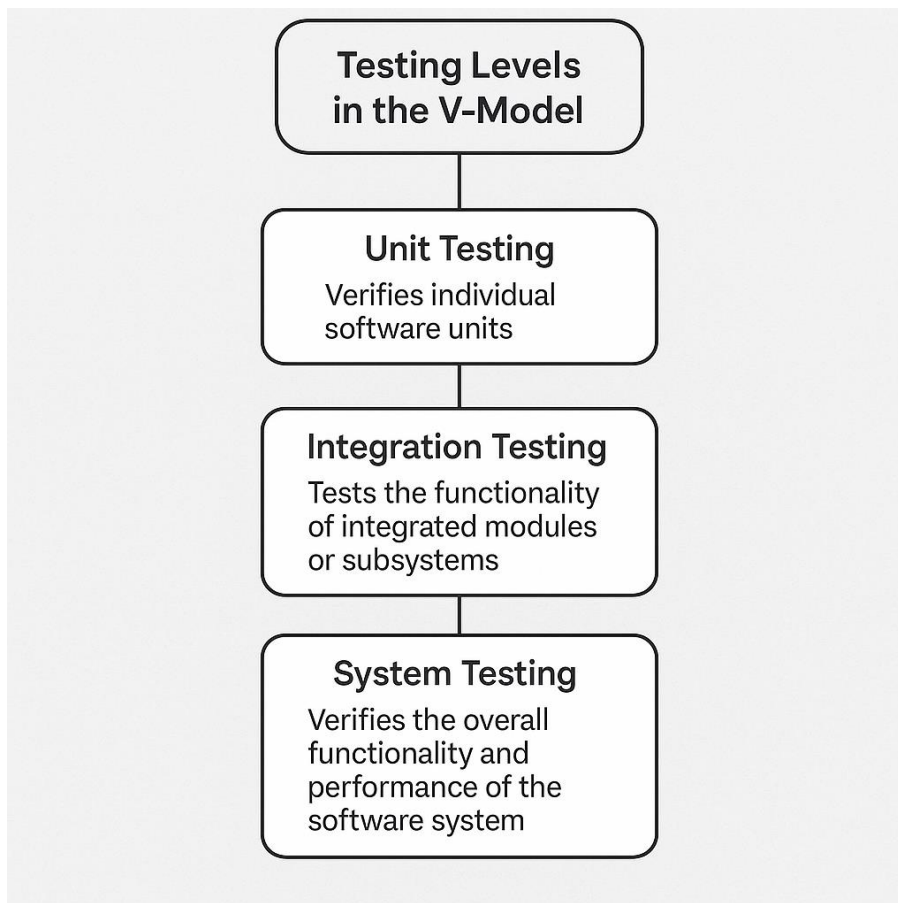 Testing Levels
in the V-Model
Unit Testing
Verifies individual
software units
Integration Testing
Tests the functionality
of integrated modules
or subsystems
System Testing
Verifies the overall
functionality and
performance of the
software system